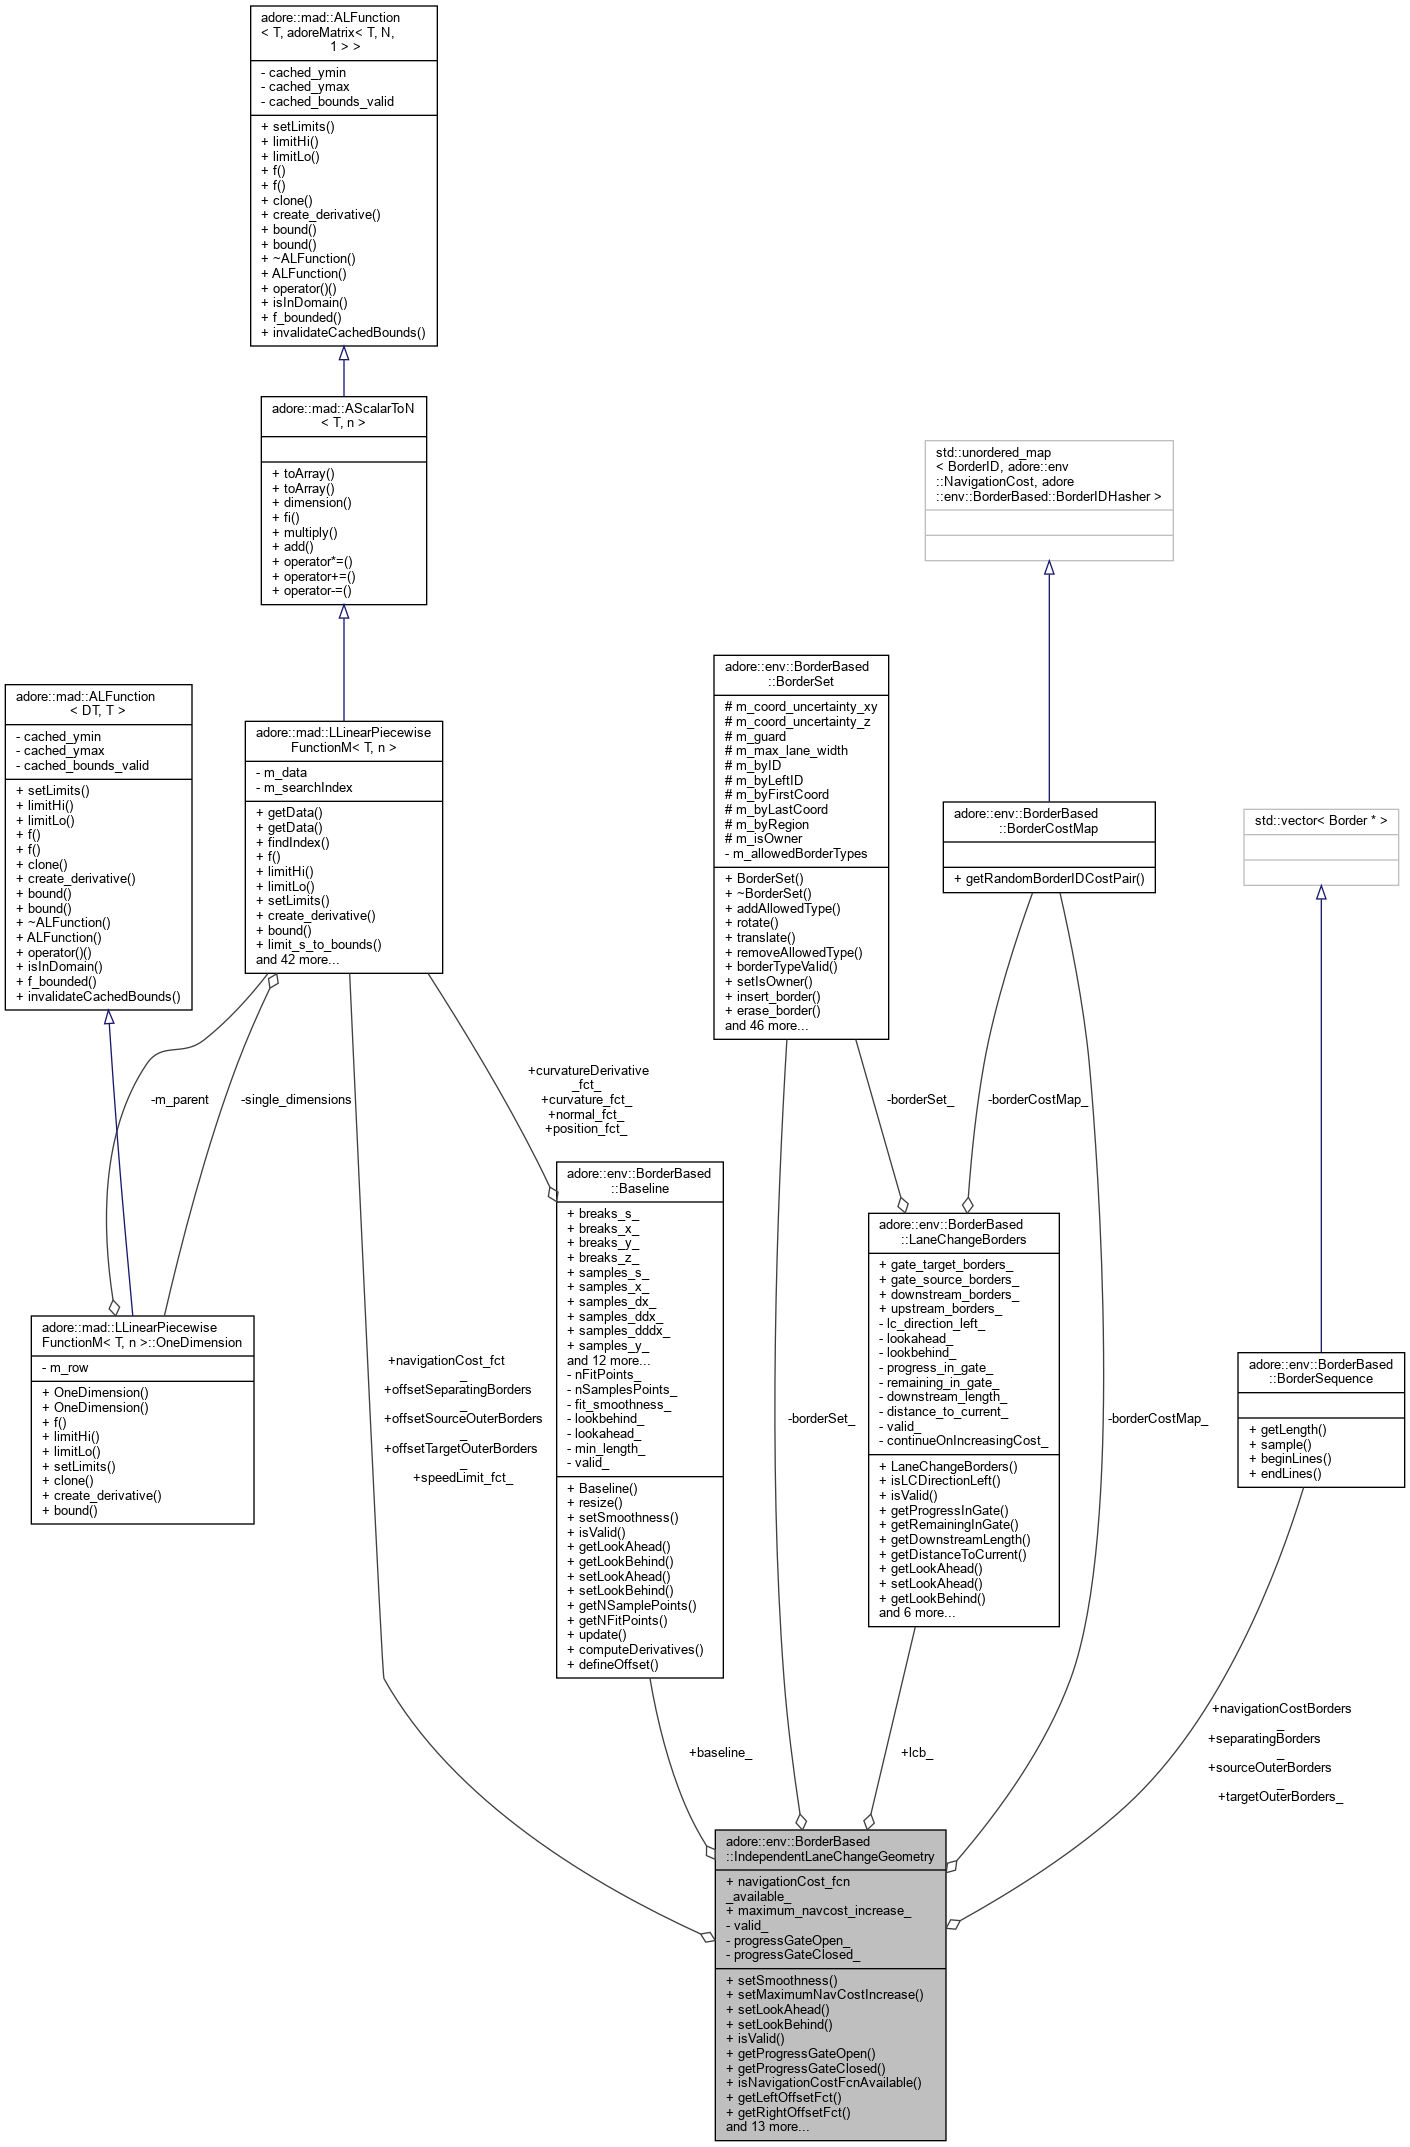 adore::mad::ALFunction
< T, adoreMatrix< T, N,
1 > >
- cached_ymin
- cached_ymax
- cached_bounds_valid
+ setLimits()
+ limitHi()
+ limitLo()
+ f()
+ f()
+ clone()
+ create_derivative()
+ bound()
+ bound()
+ ~ALFunction()
+ ALFunction()
+ operator()()
+ isInDomain()
+ f_bounded()
+ invalidateCachedBounds()
adore::mad::AScalarToN
< T, n >
+ toArray()
+ toArray()
+ dimension()
+ fi()
+ multiply()
+ add()
+ operator*=()
+ operator+=()
+ operator-=()
std::unordered_map
< BorderID, adore::env
::NavigationCost, adore
::env::BorderBased::BorderIDHasher >
adore::mad::ALFunction
< DT, T >
- cached_ymin
- cached_ymax
- cached_bounds_valid
+ setLimits()
+ limitHi()
+ limitLo()
+ f()
+ f()
+ clone()
+ create_derivative()
+ bound()
+ bound()
+ ~ALFunction()
+ ALFunction()
+ operator()()
+ isInDomain()
+ f_bounded()
+ invalidateCachedBounds()
adore::mad::LLinearPiecewise
FunctionM< T, n >
- m_data
- m_searchIndex
+ getData()
+ getData()
+ findIndex()
+ f()
+ limitHi()
+ limitLo()
+ setLimits()
+ create_derivative()
+ bound()
+ limit_s_to_bounds()
and 42 more...
adore::env::BorderBased
::BorderSet
# m_coord_uncertainty_xy
# m_coord_uncertainty_z
# m_guard
# m_max_lane_width
# m_byID
# m_byLeftID
# m_byFirstCoord
# m_byLastCoord
# m_byRegion
# m_isOwner
- m_allowedBorderTypes
+ BorderSet()
+ ~BorderSet()
+ addAllowedType()
+ rotate()
+ translate()
+ removeAllowedType()
+ borderTypeValid()
+ setIsOwner()
+ insert_border()
+ erase_border()
and 46 more...
adore::env::BorderBased
::BorderCostMap
+ getRandomBorderIDCostPair()
std::vector< Border * >
-m_parent
-single_dimensions
+curvatureDerivative
_fct_
+curvature_fct_
+normal_fct_
+position_fct_
-borderSet_
-borderCostMap_
adore::env::BorderBased
::Baseline
+ breaks_s_
+ breaks_x_
+ breaks_y_
+ breaks_z_
+ samples_s_
+ samples_x_
+ samples_dx_
+ samples_ddx_
+ samples_dddx_
+ samples_y_
and 12 more...
- nFitPoints_
- nSamplesPoints_
- fit_smoothness_
- lookbehind_
- lookahead_
- min_length_
- valid_
+ Baseline()
+ resize()
+ setSmoothness()
+ isValid()
+ getLookAhead()
+ getLookBehind()
+ setLookAhead()
+ setLookBehind()
+ getNSamplePoints()
+ getNFitPoints()
+ update()
+ computeDerivatives()
+ defineOffset()
adore::env::BorderBased
::LaneChangeBorders
+ gate_target_borders_
+ gate_source_borders_
+ downstream_borders_
+ upstream_borders_
- lc_direction_left_
- lookahead_
- lookbehind_
- progress_in_gate_
- remaining_in_gate_
- downstream_length_
- distance_to_current_
- valid_
- continueOnIncreasingCost_
+ LaneChangeBorders()
+ isLCDirectionLeft()
+ isValid()
+ getProgressInGate()
+ getRemainingInGate()
+ getDownstreamLength()
+ getDistanceToCurrent()
+ getLookAhead()
+ setLookAhead()
+ getLookBehind()
and 6 more...
adore::mad::LLinearPiecewise
FunctionM< T, n >::OneDimension
- m_row
+ OneDimension()
+ OneDimension()
+ f()
+ limitHi()
+ limitLo()
+ setLimits()
+ clone()
+ create_derivative()
+ bound()
+navigationCost_fct
_
+offsetSeparatingBorders
_
+offsetSourceOuterBorders
_
+offsetTargetOuterBorders
_
+speedLimit_fct_
-borderSet_
-borderCostMap_
adore::env::BorderBased
::BorderSequence
+ getLength()
+ sample()
+ beginLines()
+ endLines()
+baseline_
+lcb_
+navigationCostBorders
_
+separatingBorders
_
+sourceOuterBorders
_
+targetOuterBorders_
adore::env::BorderBased
::IndependentLaneChangeGeometry
+ navigationCost_fcn
_available_
+ maximum_navcost_increase_
- valid_
- progressGateOpen_
- progressGateClosed_
+ setSmoothness()
+ setMaximumNavCostIncrease()
+ setLookAhead()
+ setLookBehind()
+ isValid()
+ getProgressGateOpen()
+ getProgressGateClosed()
+ isNavigationCostFcnAvailable()
+ getLeftOffsetFct()
+ getRightOffsetFct()
and 13 more...